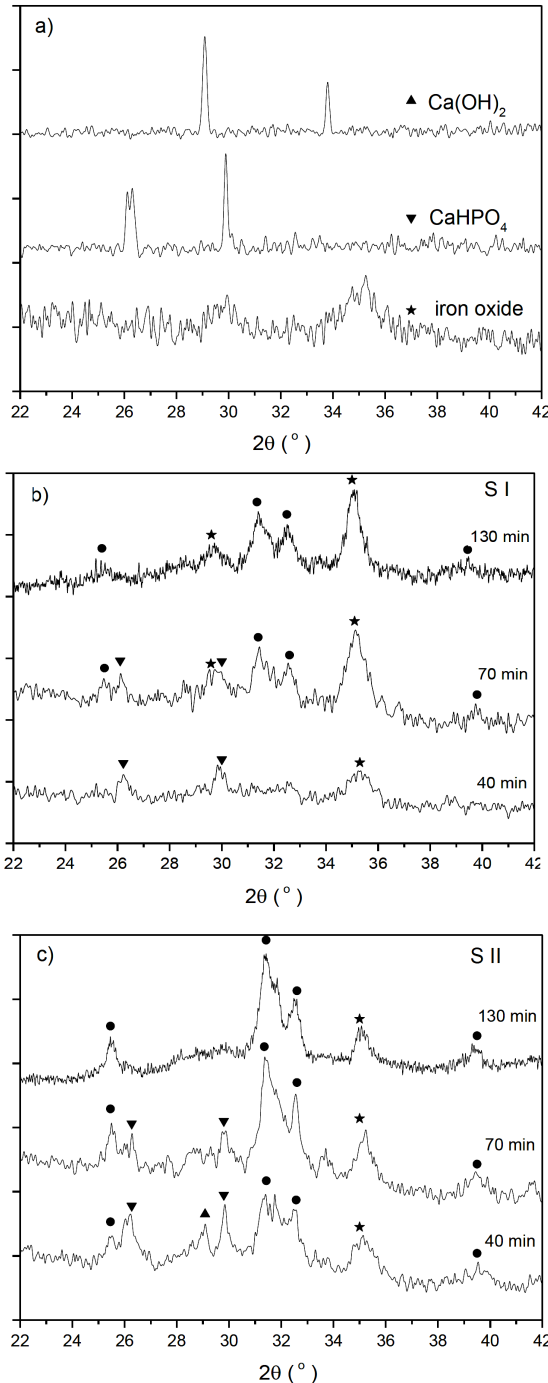 a)
▲ Ca(OH)₂
▼ CaHPO₄
★ iron oxide
22 24 26 28 30 32 34 36 38 40 42
2θ ( ° )
b)
S I
130 min
70 min
40 min
22 24 26 28 30 32 34 36 38 40 42
2θ ( ° )
c)
S II
130 min
70 min
40 min
22 24 26 28 30 32 34 36 38 40 42
2θ ( ° )